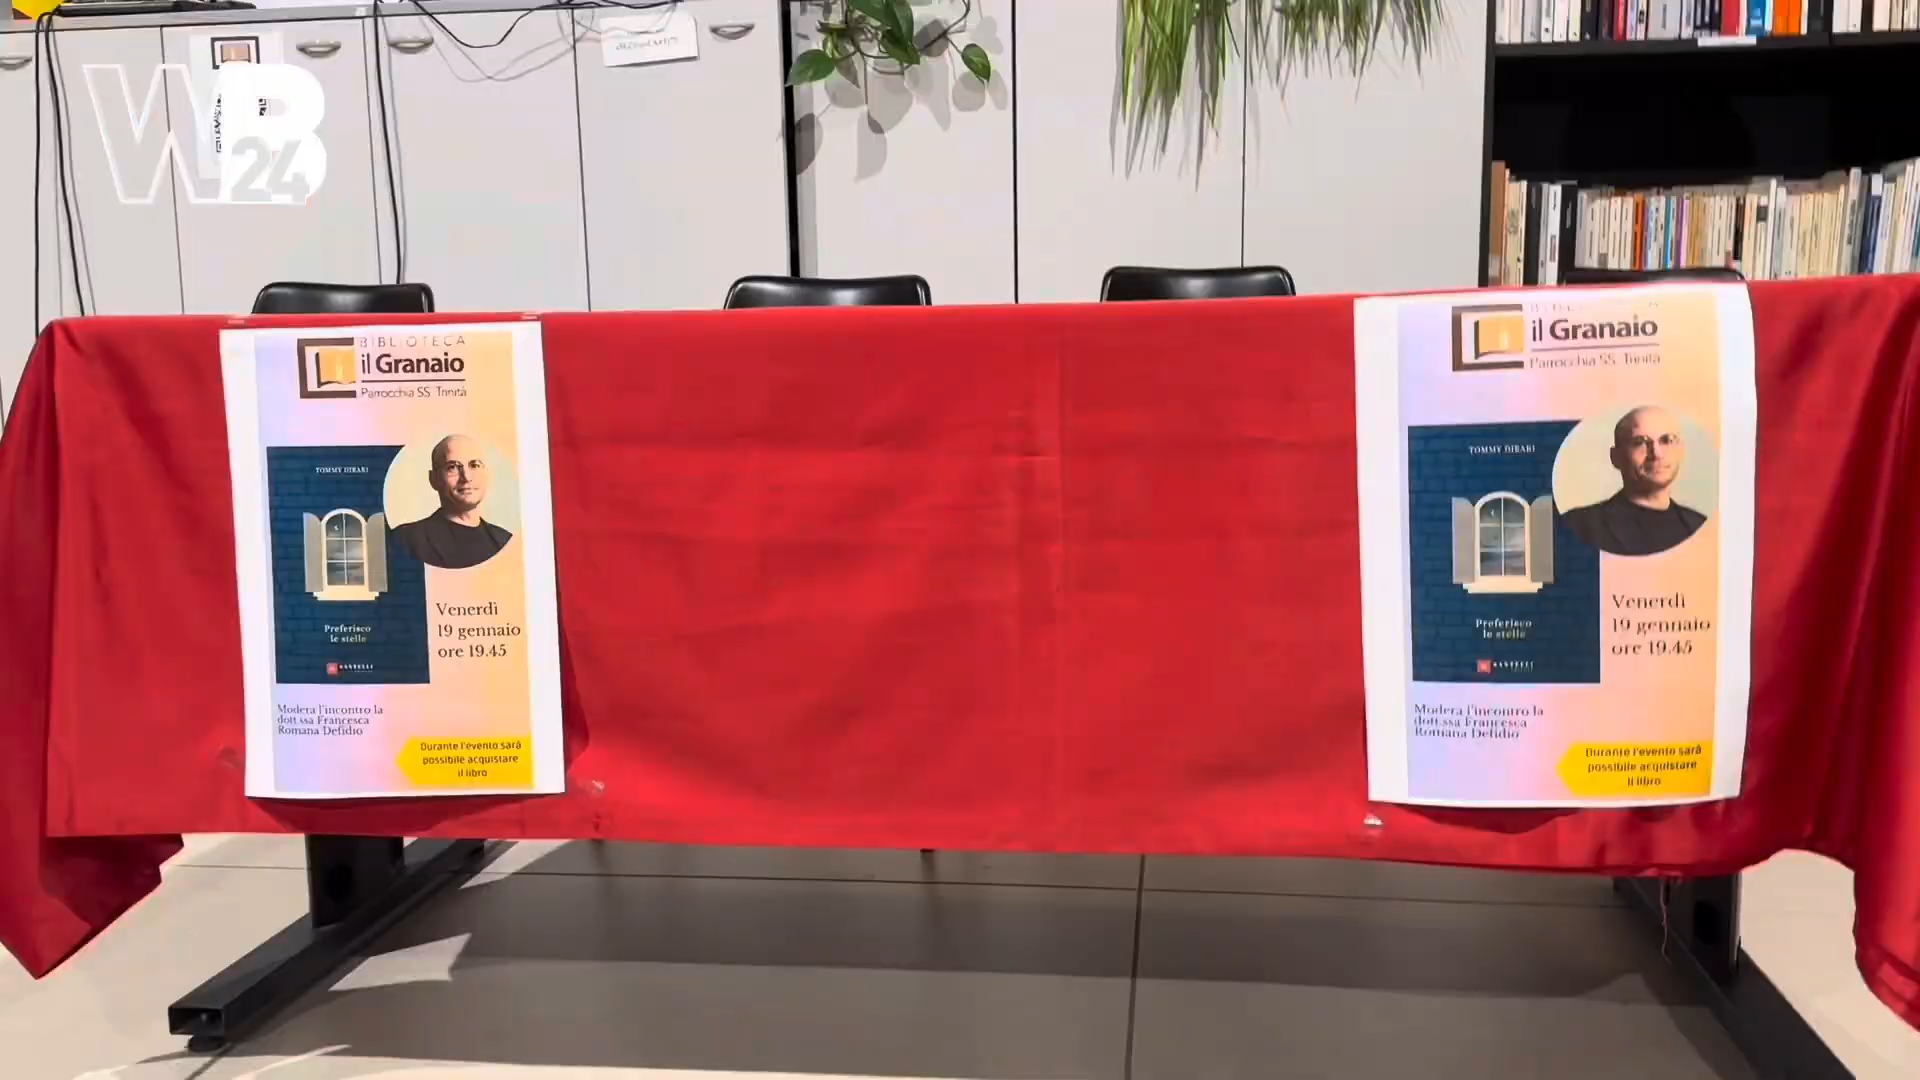 WB
24
BIBLIOTECA
il Granaio
Parrocchia SS. Trinità
TOMMY DIBARI
Preferisco
le stelle
SANTELLI
Venerdì
19 gennaio
ore 19.45
Modera l'incontro la
dott.ssa Francesca
Romana Defidio
Durante l'evento sarà
possibile acquistare
il libro
il Granaio
Parrocchia SS. Trinità
TOMMY DIBARI
Preferisco
le stelle
SANTELLI
Venerdì
19 gennaio
ore 19.45
Modera l'incontro la
dott.ssa Francesca
Romana Defidio
Durante l'evento sarà
possibile acquistare
il libro